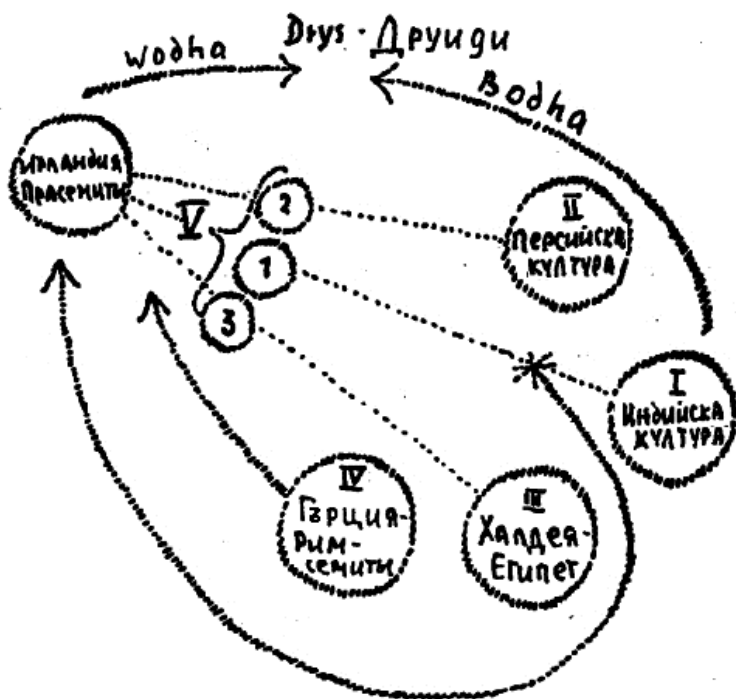 Drys - Друиди
Wodha
Bodha
Ирландия
Прасемити
V
2
1
3
II
Персийска
култура
I
Индийска
култура
IV
Гърция-
Рим-
семити
III
Халдея-
Египет